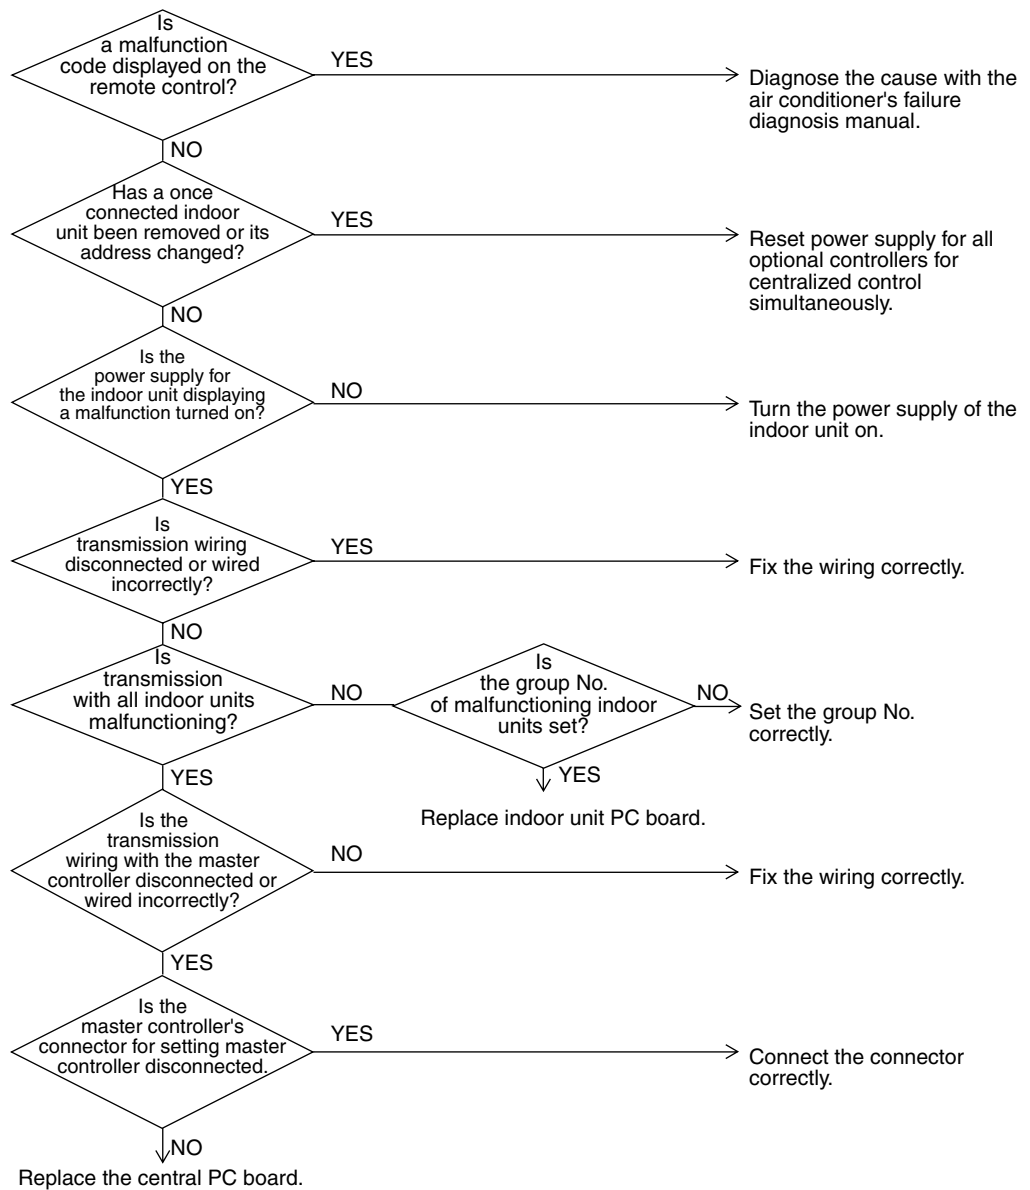 Is
a malfunction
code displayed on the
remote control?
YES
Diagnose the cause with the
air conditioner's failure
diagnosis manual.
NO
Has a once
connected indoor
unit been removed or its
address changed?
YES
Reset power supply for all
optional controllers for
centralized control
simultaneously.
NO
Is the
power supply for
the indoor unit displaying
a malfunction turned on?
NO
Turn the power supply of the
indoor unit on.
YES
Is
transmission wiring
disconnected or wired
incorrectly?
YES
Fix the wiring correctly.
NO
Is
transmission
with all indoor units
malfunctioning?
NO
Is
the group No.
of malfunctioning indoor
units set?
NO
Set the group No.
correctly.
YES
Replace indoor unit PC board.
YES
Is the
transmission
wiring with the master
controller disconnected or
wired incorrectly?
NO
Fix the wiring correctly.
YES
Is the
master controller's
connector for setting master
controller disconnected.
YES
Connect the connector
correctly.
NO
Replace the central PC board.